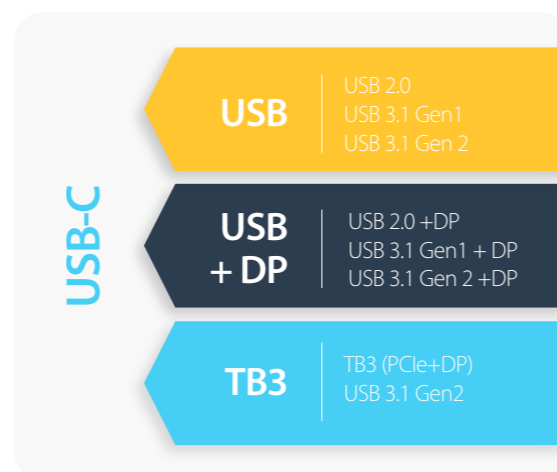 USB-C
USB
USB 2.0
USB 3.1 Gen1
USB 3.1 Gen 2
USB
+ DP
USB 2.0 +DP
USB 3.1 Gen1 + DP
USB 3.1 Gen 2 +DP
TB3
TB3 (PCIe+DP)
USB 3.1 Gen2